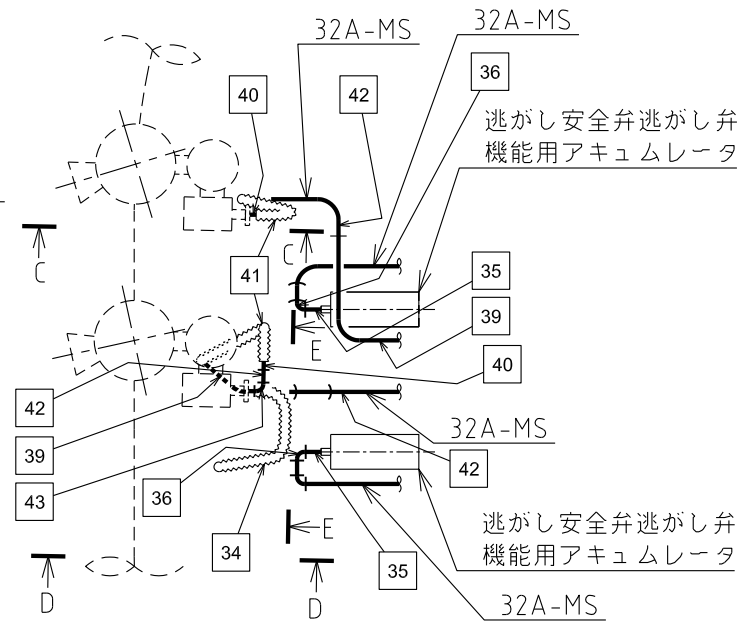 32A-MS
32A-MS
36
40
42
逃がし安全弁逃がし弁
機能用アキュムレータ
C
C
41
35
E
39
40
42
32A-MS
39
42
43
36
34
E
35
逃がし安全弁逃がし弁
機能用アキュムレータ
D
D
32A-MS